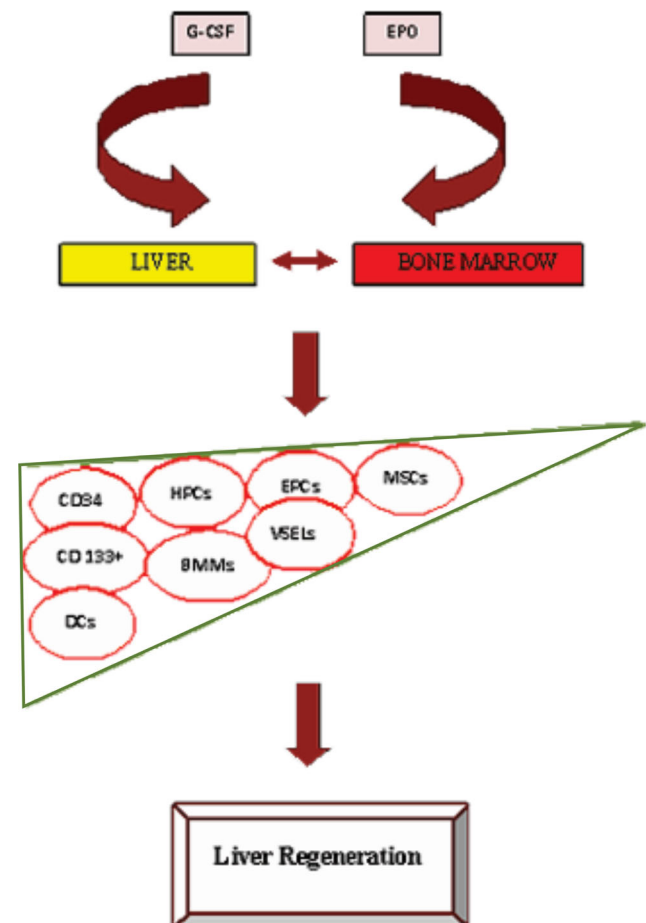 G-CSF
EPO
LIVER
BONE MARROW
CD34
HPCs
EPCs
MSCs
CD 133+
BMMs
VSELs
DCs
Liver Regeneration